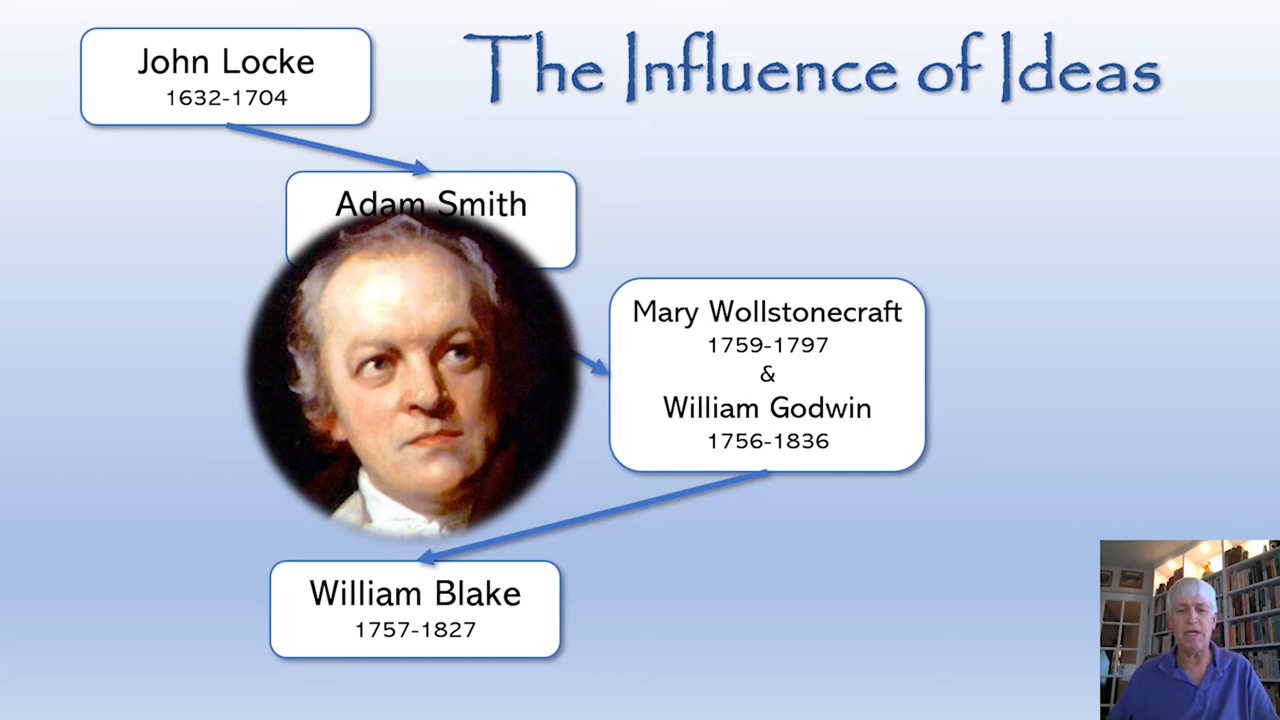 The Influence of Ideas
John Locke
1632-1704
Adam Smith
Mary Wollstonecraft
1759-1797
&
William Godwin
1756-1836
William Blake
1757-1827